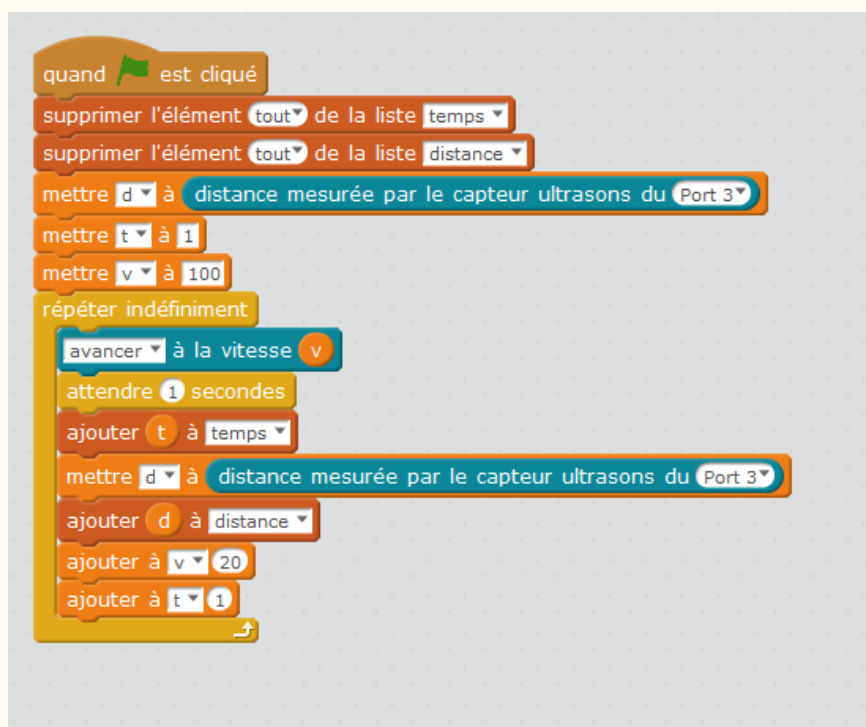 quand est cliqué
supprimer l'élément tout de la liste temps
supprimer l'élément tout de la liste distance
mettre d à distance mesurée par le capteur ultrasons du Port 3
mettre t à 1
mettre v à 100
répéter indéfiniment
avancer à la vitesse v
attendre 1 secondes
ajouter t à temps
mettre d à distance mesurée par le capteur ultrasons du Port 3
ajouter d à distance
ajouter à v 20
ajouter à t 1